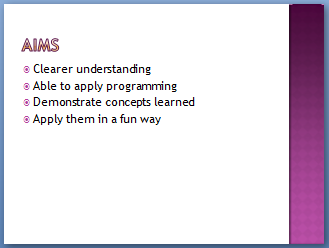 AIMS
Clearer understanding
Able to apply programming
Demonstrate concepts learned
Apply them in a fun way